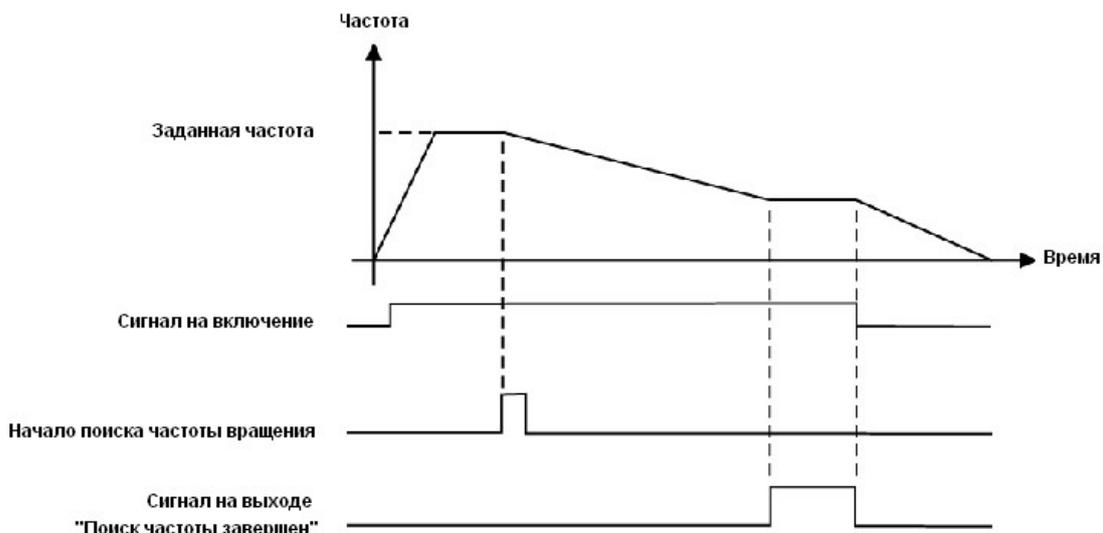 Частота
Заданная частота
Время
Сигнал на включение
Начало поиска частоты вращения
Сигнал на выходе
"Поиск частоты завершен"